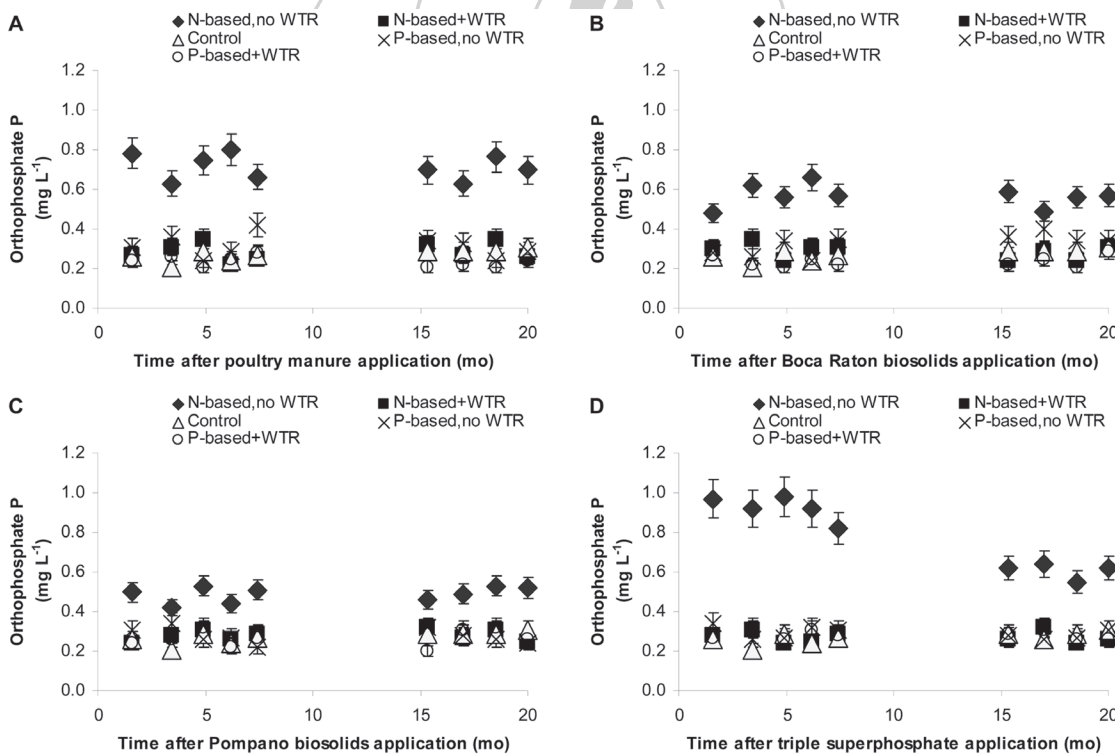 A
N-based,no WTR
N-based+WTR
Control
P-based,no WTR
P-based+WTR
Orthophosphate P
(mg L-1)
1.2
1.0
0.8
0.6
0.4
0.2
0.0
0 5 10 15 20
Time after poultry manure application (mo)
B
N-based,no WTR
N-based+WTR
Control
P-based,no WTR
P-based+WTR
Orthophosphate P
(mg L-1)
1.2
1.0
0.8
0.6
0.4
0.2
0.0
0 5 10 15 20
Time after Boca Raton biosolids application (mo)
C
N-based,no WTR
N-based+WTR
Control
P-based,no WTR
P-based+WTR
Orthophosphate P
(mg L-1)
1.2
1.0
0.8
0.6
0.4
0.2
0.0
0 5 10 15 20
Time after Pompano biosolids application (mo)
D
N-based,no WTR
N-based+WTR
Control
P-based,no WTR
P-based+WTR
Orthophosphate P
(mg L-1)
1.2
1.0
0.8
0.6
0.4
0.2
0.0
0 5 10 15 20
Time after triple superphosphate application (mo)